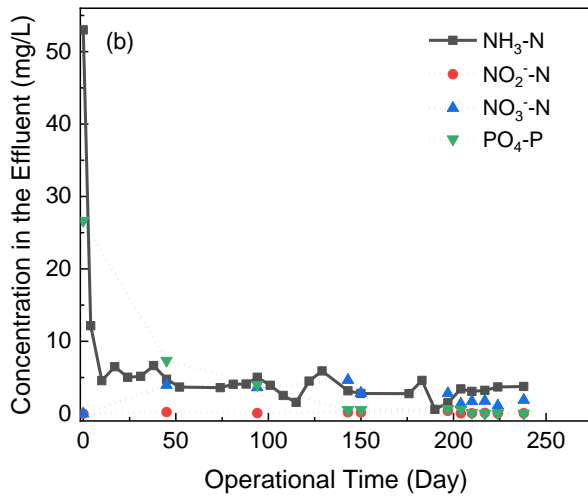 (b)
NH₃-N
NO₂⁻-N
NO₃⁻-N
PO₄-P
Concentration in the Effluent (mg/L)
50
40
30
20
10
0
0 50 100 150 200 250
Operational Time (Day)